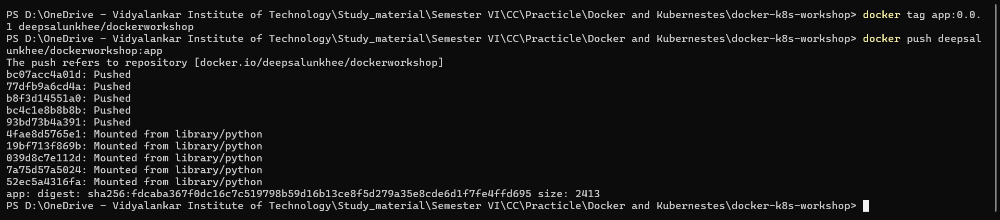 PS D:\OneDrive - Vidyalankar Institute of Technology\Study_material\Semester VI\CC\Practicle\Docker and Kubernestes\docker-k8s-workshop> docker tag app:0.0.
1 deepsalunkhee/dockerworkshop
PS D:\OneDrive - Vidyalankar Institute of Technology\Study_material\Semester VI\CC\Practicle\Docker and Kubernestes\docker-k8s-workshop> docker push deepsal
unkhee/dockerworkshop:app
The push refers to repository [docker.io/deepsalunkhee/dockerworkshop]
bc07acc4a01d: Pushed
77dfb9a6cd4a: Pushed
b8f3d14551a0: Pushed
bc4c1e8b8b8b: Pushed
93bd73b4a391: Pushed
4fae8d5765e1: Mounted from library/python
19bf713f869b: Mounted from library/python
039d8c7e112d: Mounted from library/python
7a75d57a5024: Mounted from library/python
52ec5a4316fa: Mounted from library/python
app: digest: sha256:fdcaba367f0dc16c7c519798b59d16b13ce8f5d279a35e8cde6d1f7fe4ffd695 size: 2413
PS D:\OneDrive - Vidyalankar Institute of Technology\Study_material\Semester VI\CC\Practicle\Docker and Kubernestes\docker-k8s-workshop>